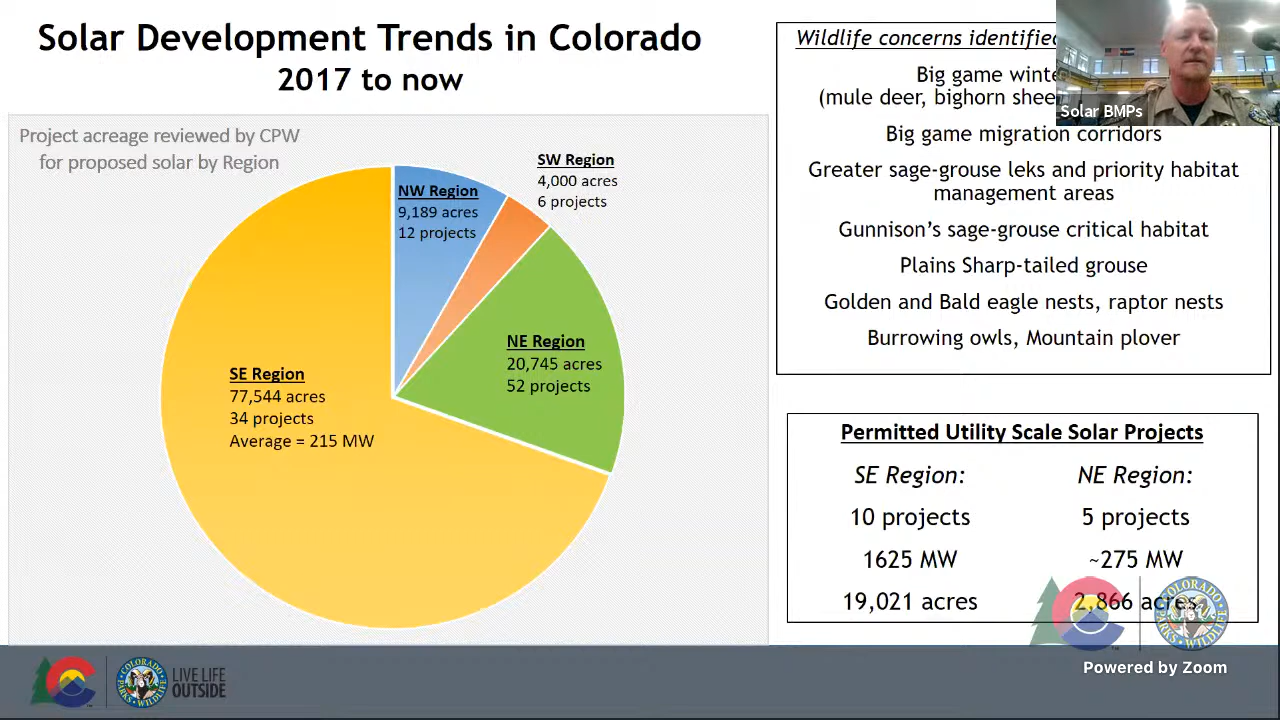 Solar Development Trends in Colorado
2017 to now
Project acreage reviewed by CPW
for proposed solar by Region
NW Region
9,189 acres
12 projects
SW Region
4,000 acres
6 projects
NE Region
20,745 acres
52 projects
SE Region
77,544 acres
34 projects
Average = 215 MW
Wildlife concerns identified
Big game
(mule deer, bighorn
Big game migration corridors
Greater sage-grouse leks and priority habitat
management areas
Gunnison's sage-grouse critical habitat
Plains Sharp-tailed grouse
Golden and Bald eagle nests, raptor nests
Burrowing owls, Mountain plover
Solar BMPs
Permitted Utility Scale Solar Projects
SE Region: NE Region:
10 projects 5 projects
1625 MW ~275 MW
19,021 acres 2,866 acres
COLORADO
PARKS WILDLIFE
LIVE LIFE
OUTSIDE
COLORADO
PARKS WILDLIFE
Powered by Zoom